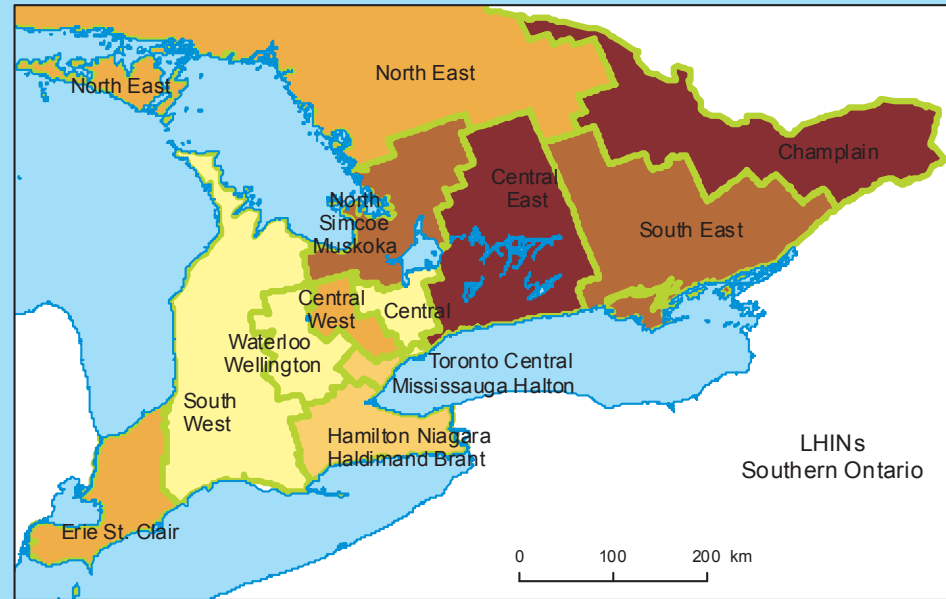 North East
North East
Champlain
Central
East
North
Simcoe
Muskoka
South East
Central
West
Central
Waterloo
Wellington
Toronto Central
Mississauga Halton
South
West
Hamilton Niagara
Haldimand Brant
LHINs
Southern Ontario
Erie St. Clair
0 100 200 km